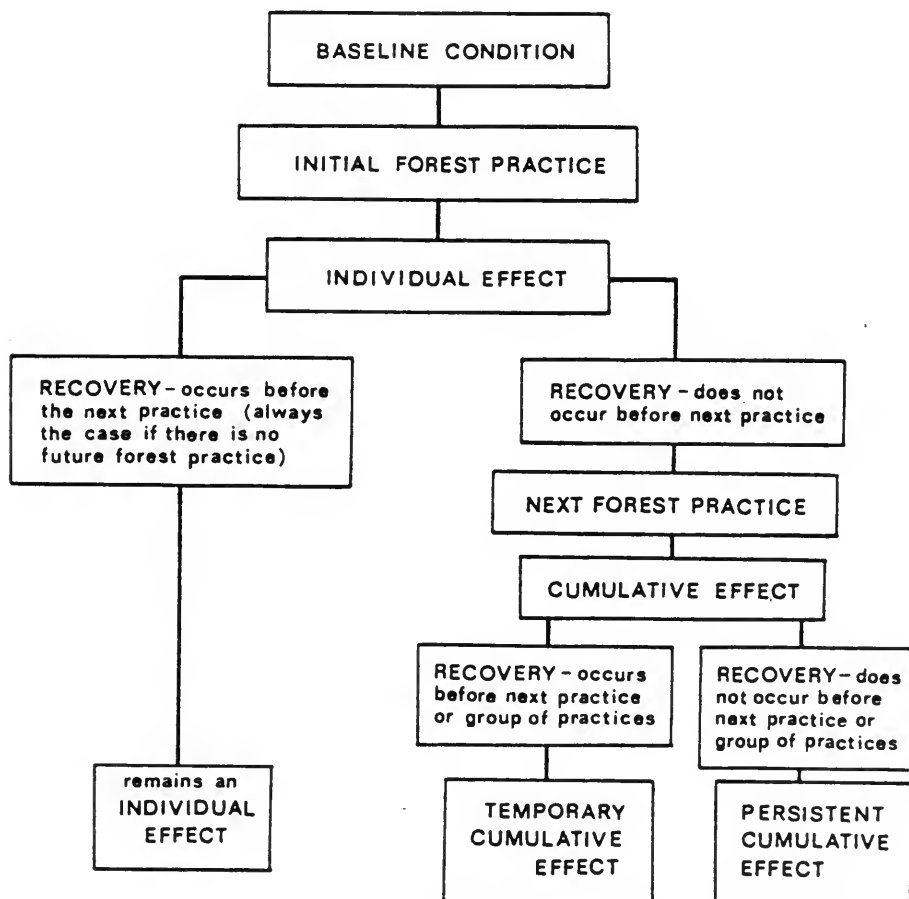 BASELINE CONDITION
INITIAL FOREST PRACTICE
INDIVIDUAL EFFECT
RECOVERY-occurs before
the next practice (always
the case if there is no
future forest practice)
RECOVERY-does not
occur before next practice
NEXT FOREST PRACTICE
CUMULATIVE EFFECT
RECOVERY-occurs
before next practice
or group of practices
RECOVERY-does
not occur before
next practice or
group of practices
remains an
INDIVIDUAL
EFFECT
TEMPORARY
CUMULATIVE
EFFECT
PERSISTENT
CUMULATIVE
EFFECT